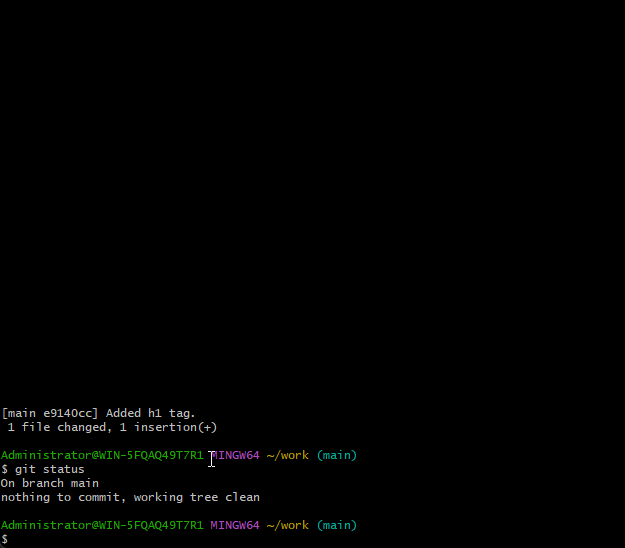 [main e9140cc] Added h1 tag.
 1 file changed, 1 insertion(+)
Administrator@WIN-5FQAQ49T7R1 MINGW64 ~/work (main)
$ git status
On branch main
nothing to commit, working tree clean
Administrator@WIN-5FQAQ49T7R1 MINGW64 ~/work (main)
$